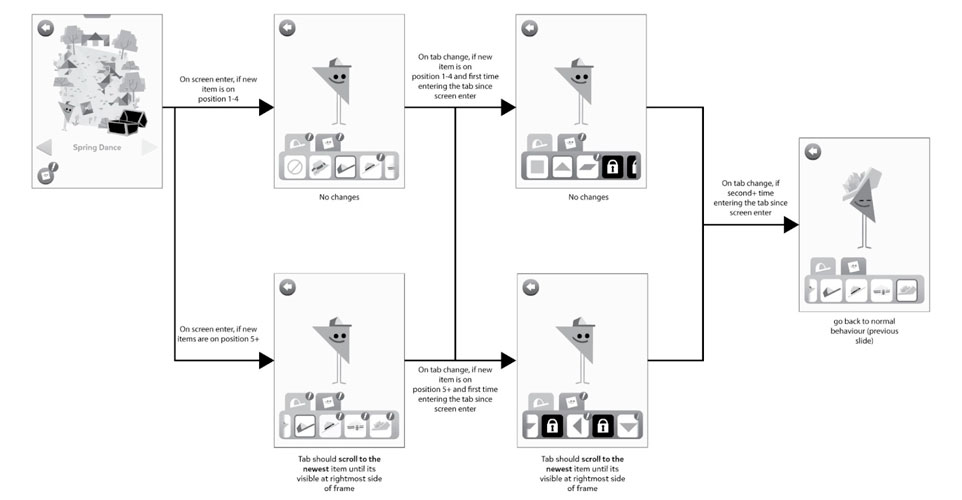 Spring Dance
On screen enter, if new
item is on
position 1-4
No changes
On tab change, if new
item is on
position 1-4 and first time
entering the tab since
screen enter
No changes
On tab change, if
second+ time
entering the tab since
screen enter
go back to normal
behaviour (previous
slide)
On screen enter, if new
items are on position 5+
Tab should scroll to the
newest item until its
visible at rightmost side
of frame
On tab change, if new
item is on
position 5+ and first time
entering the tab since
screen enter
Tab should scroll to the
newest item until its
visible at rightmost side
of frame